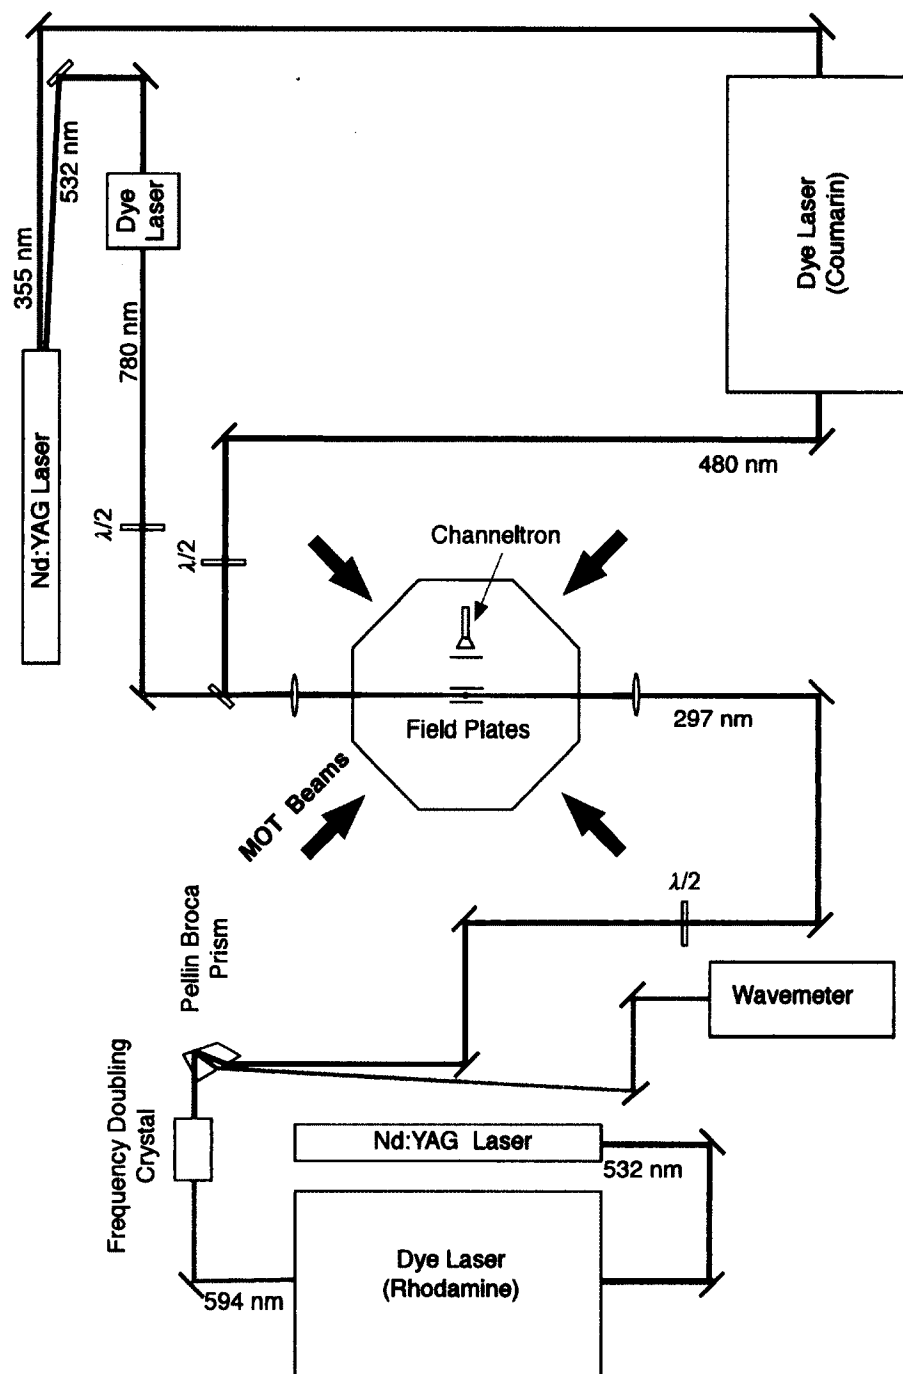 532 nm
355 nm
Dye
Laser
780 nm
Nd:YAG Laser
λ/2
λ/2
Dye Laser
(Coumarin)
480 nm
Channeltron
Field Plates
297 nm
MOT Beams
λ/2
Pellin Broca
Prism
Wavemeter
Frequency Doubling
Crystal
Nd:YAG Laser
532 nm
Dye Laser
(Rhodamine)
594 nm